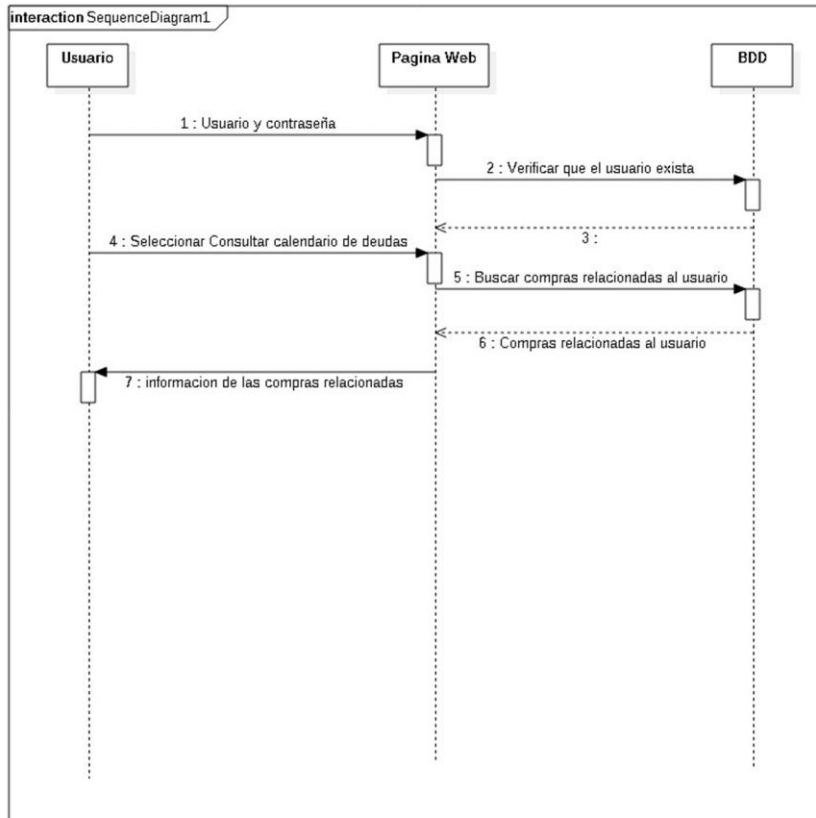 interaction SequenceDiagram1
Usuario
Pagina Web
BDD
1 : Usuario y contraseña
2 : Verificar que el usuario exista
3 :
4 : Seleccionar Consultar calendario de deudas
5 : Buscar compras relacionadas al usuario
6 : Compras relacionadas al usuario
7 : informacion de las compras relacionadas